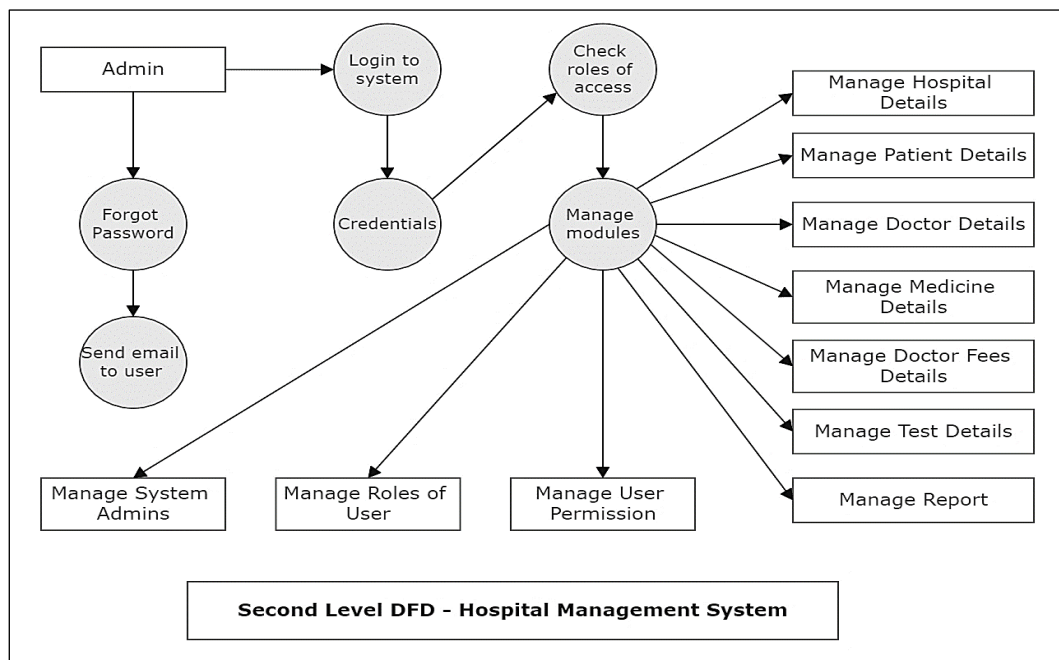 Admin
Login to
system
Check
roles of
access
Manage Hospital
Details
Manage Patient Details
Forgot
Password
Credentials
Manage
modules
Manage Doctor Details
Manage Medicine
Details
Send email
to user
Manage Doctor Fees
Details
Manage Test Details
Manage System
Admins
Manage Roles of
User
Manage User
Permission
Manage Report
Second Level DFD - Hospital Management System